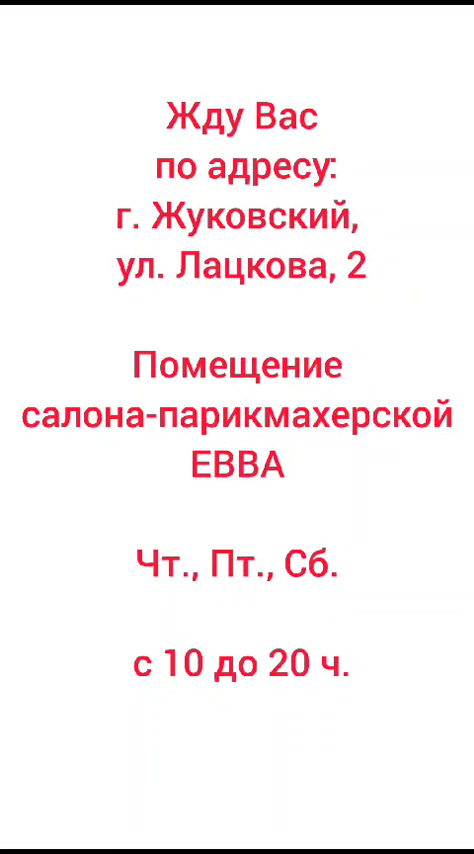 Жду Вас
по адресу:
г. Жуковский,
ул. Лацкова, 2
Помещение
салона-парикмахерской
ЕВВА
Чт., Пт., Сб.
с 10 до 20 ч.